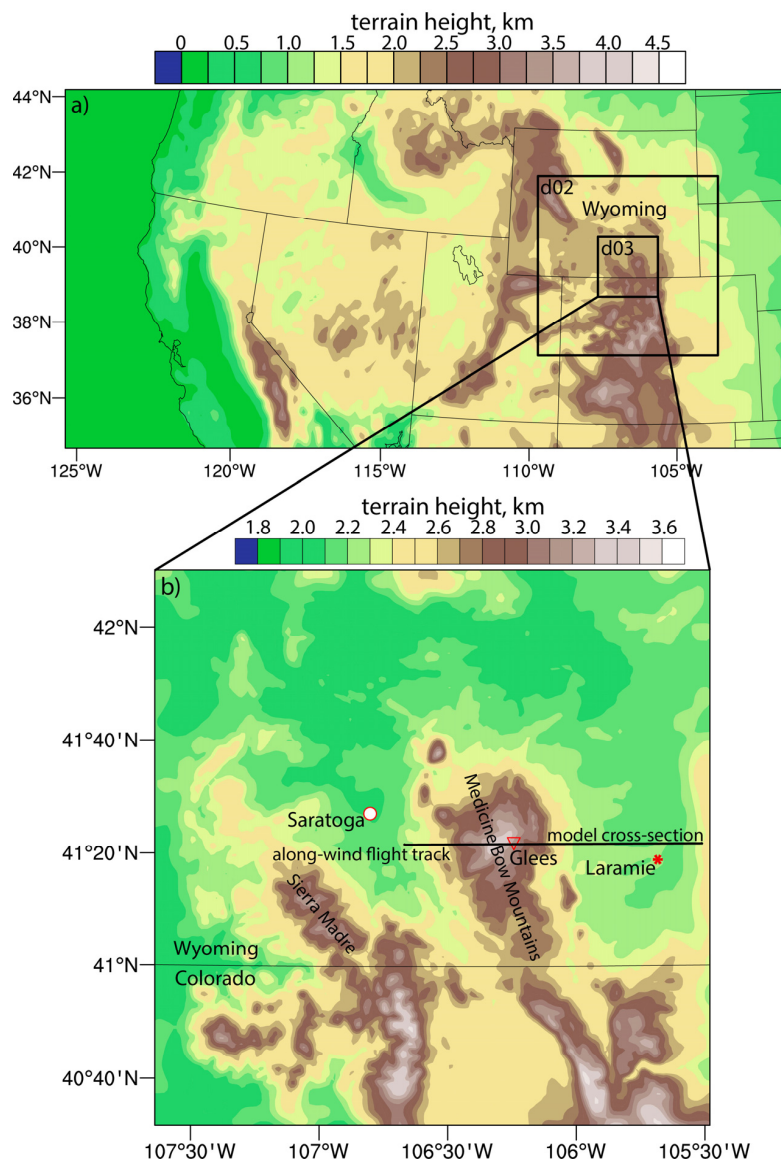 terrain height, km
0 0.5 1.0 1.5 2.0 2.5 3.0 3.5 4.0 4.5
a)
44°N
42°N
40°N
38°N
36°N
d02
Wyoming
d03
125°W 120°W 115°W 110°W 105°W
terrain height, km
1.8 2.0 2.2 2.4 2.6 2.8 3.0 3.2 3.4 3.6
b)
42°N
41°40'N
41°20'N
41°N
40°40'N
Saratoga
Medicine Bow Mountains
model cross-section
along-wind flight track
Glees
Laramie
Sierra Madre
Wyoming
Colorado
107°30'W 107°W 106°30'W 106°W 105°30'W